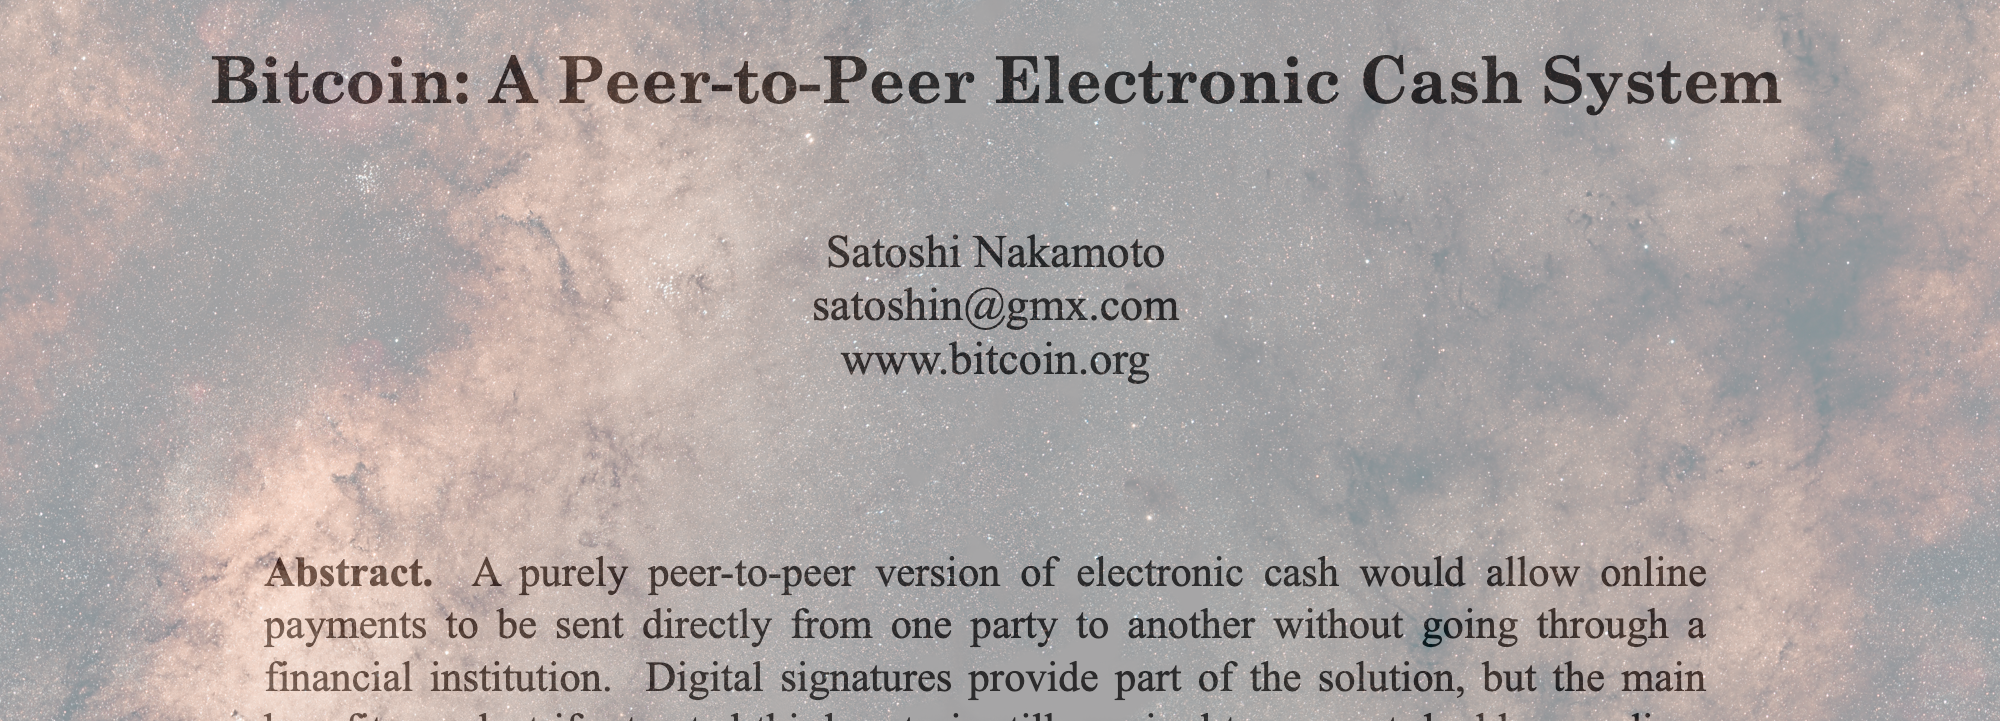 Bitcoin: A Peer-to-Peer Electronic Cash System
Satoshi Nakamoto
satoshin@gmx.com
www.bitcoin.org
Abstract. A purely peer-to-peer version of electronic cash would allow online
payments to be sent directly from one party to another without going through a
financial institution. Digital signatures provide part of the solution, but the main